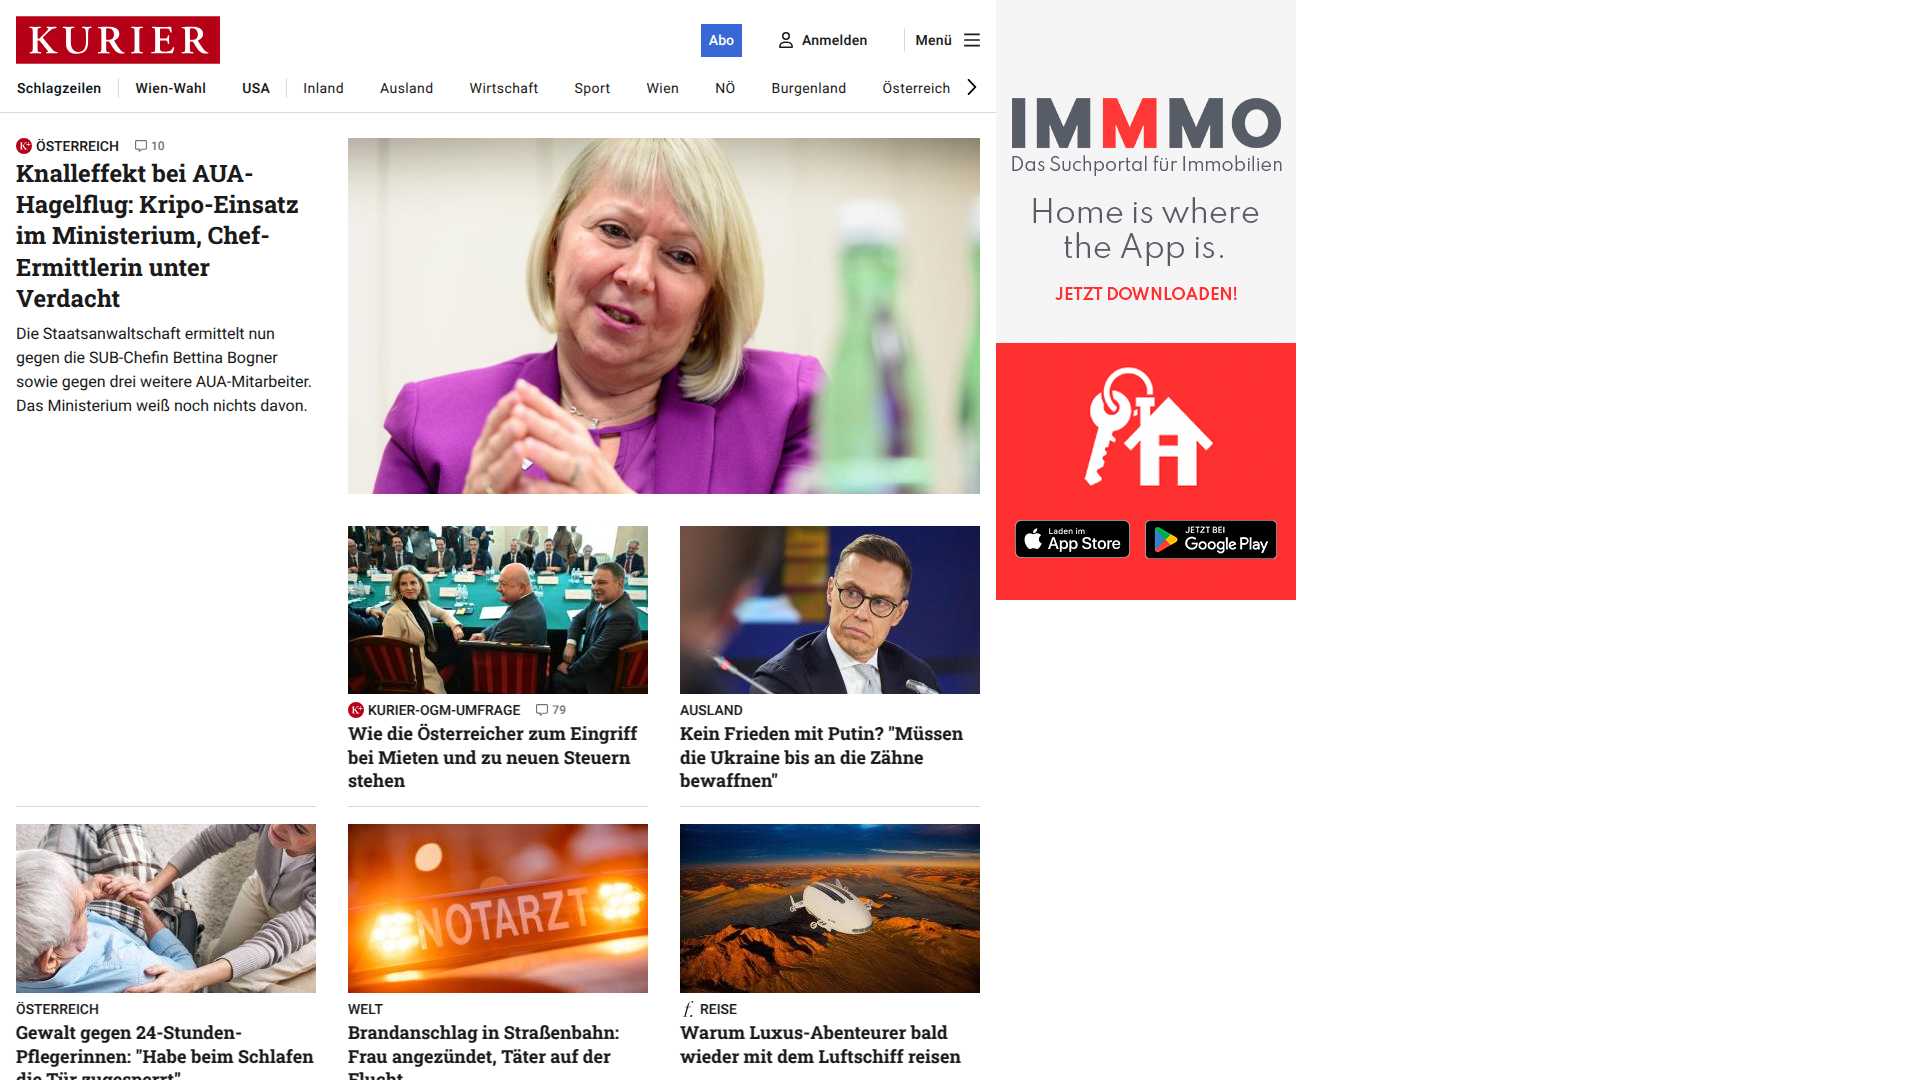 KURIER
Abo
Anmelden
Menü
Schlagzeilen
Wien-Wahl
USA
Inland
Ausland
Wirtschaft
Sport
Wien
NÖ
Burgenland
Österreich
K+ ÖSTERREICH 10
Knalleffekt bei AUA-
Hagelflug: Kripo-Einsatz
im Ministerium, Chef-
Ermittlerin unter
Verdacht
Die Staatsanwaltschaft ermittelt nun
gegen die SUB-Chefin Bettina Bogner
sowie gegen drei weitere AUA-Mitarbeiter.
Das Ministerium weiß noch nichts davon.
K+ KURIER-OGM-UMFRAGE 79
Wie die Österreicher zum Eingriff
bei Mieten und zu neuen Steuern
stehen
AUSLAND
Kein Frieden mit Putin? "Müssen
die Ukraine bis an die Zähne
bewaffnen"
ÖSTERREICH
Gewalt gegen 24-Stunden-
Pflegerinnen: "Habe beim Schlafen
die Tür zugesperrt"
NOTARZT
WELT
Brandanschlag in Straßenbahn:
Frau angezündet, Täter auf der
Flucht
f. REISE
Warum Luxus-Abenteurer bald
wieder mit dem Luftschiff reisen
IMMMO
Das Suchportal für Immobilien
Home is where
the App is.
JETZT DOWNLOADEN!
Laden im
App Store
JETZT BEI
Google Play